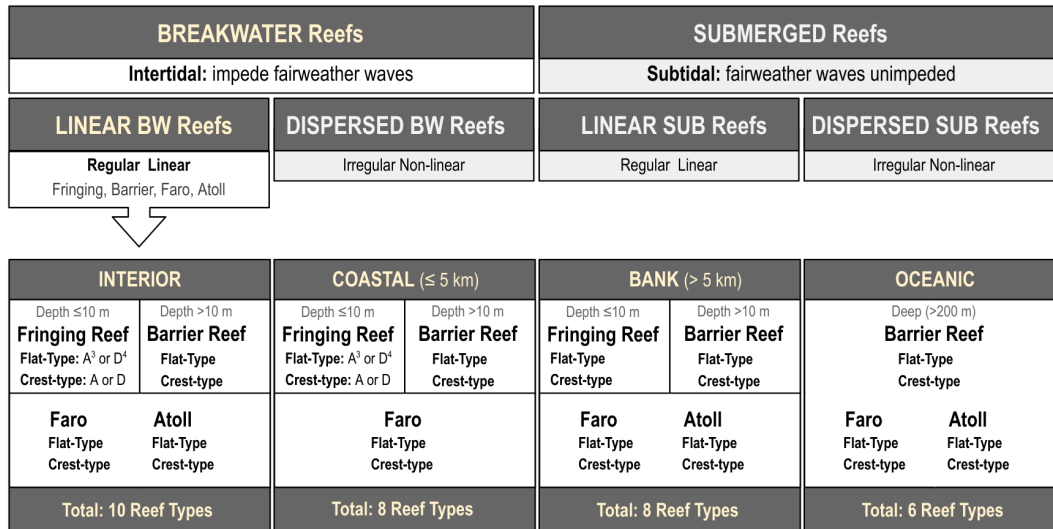 BREAKWATER Reefs
Intertidal: impede fairweather waves
SUBMERGED Reefs
Subtidal: fairweather waves unimpeded
LINEAR BW Reefs
Regular Linear
Fringing, Barrier, Faro, Atoll
DISPERSED BW Reefs
Irregular Non-linear
LINEAR SUB Reefs
Regular Linear
DISPERSED SUB Reefs
Irregular Non-linear
INTERIOR
Depth ≤10 m
Fringing Reef
Flat-Type: A³ or D⁴
Crest-type: A or D
Depth >10 m
Barrier Reef
Flat-Type
Crest-type
Faro
Flat-Type
Crest-type
Atoll
Flat-Type
Crest-type
Total: 10 Reef Types
COASTAL (≤ 5 km)
Depth ≤10 m
Fringing Reef
Flat-Type: A³ or D⁴
Crest-type: A or D
Depth >10 m
Barrier Reef
Flat-Type
Crest-type
Faro
Flat-Type
Crest-type
Total: 8 Reef Types
BANK (> 5 km)
Depth ≤10 m
Fringing Reef
Flat-Type
Crest-type
Depth >10 m
Barrier Reef
Flat-Type
Crest-type
Faro
Flat-Type
Crest-type
Atoll
Flat-Type
Crest-type
Total: 8 Reef Types
OCEANIC
Deep (>200 m)
Barrier Reef
Flat-Type
Crest-type
Faro
Flat-Type
Crest-type
Atoll
Flat-Type
Crest-type
Total: 6 Reef Types